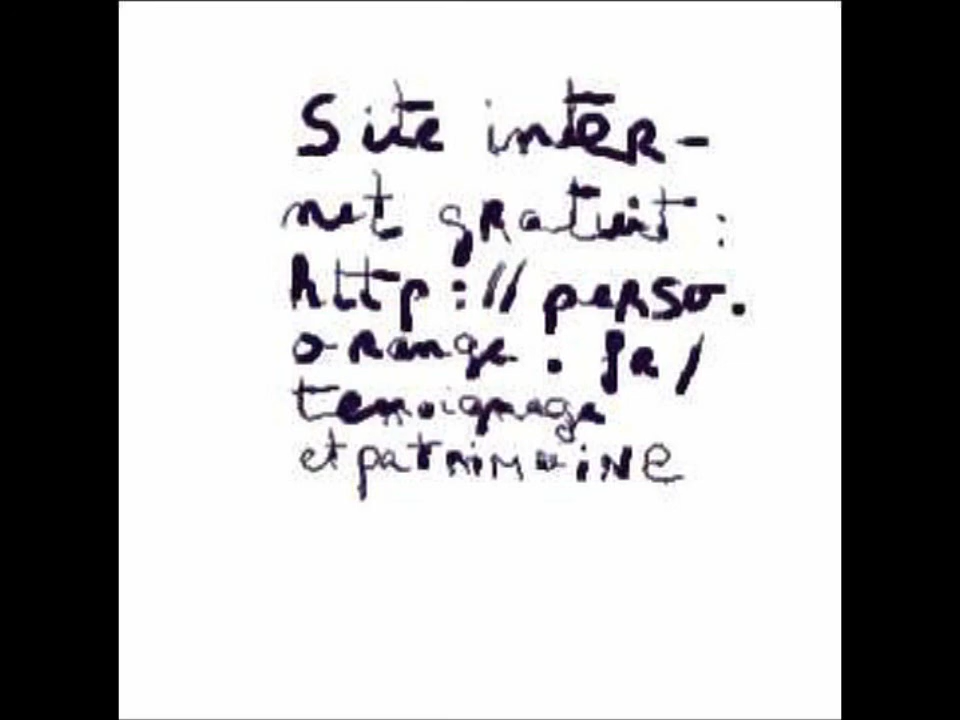 Site inter-
net gratuit :
http://perso.
orange.fr/
temoignage
etpatrimoine